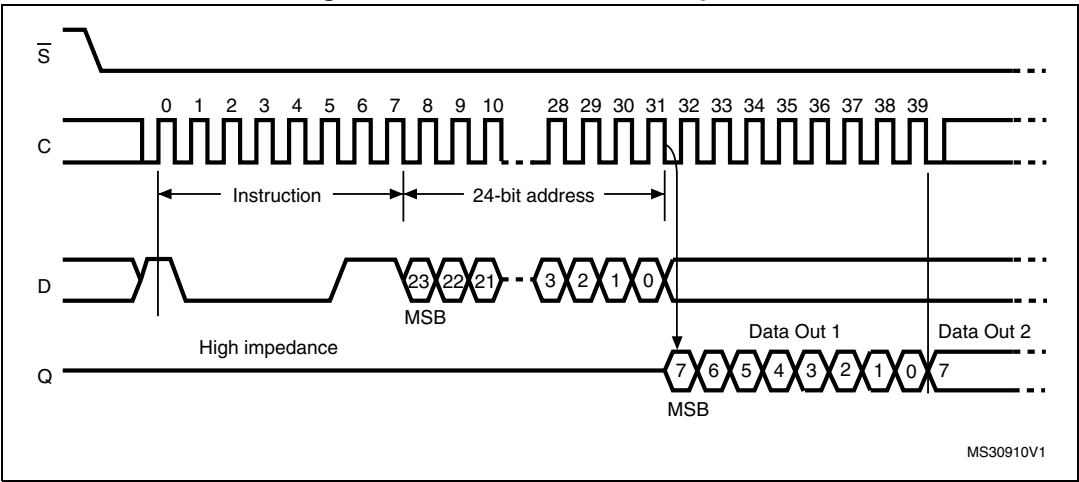 S
0 1 2 3 4 5 6 7 8 9 10 28 29 30 31 32 33 34 35 36 37 38 39
C
Instruction 24-bit address
D 23 22 21 3 2 1 0
MSB
High impedance Data Out 1 Data Out 2
Q 7 6 5 4 3 2 1 0 7
MSB
MS30910V1